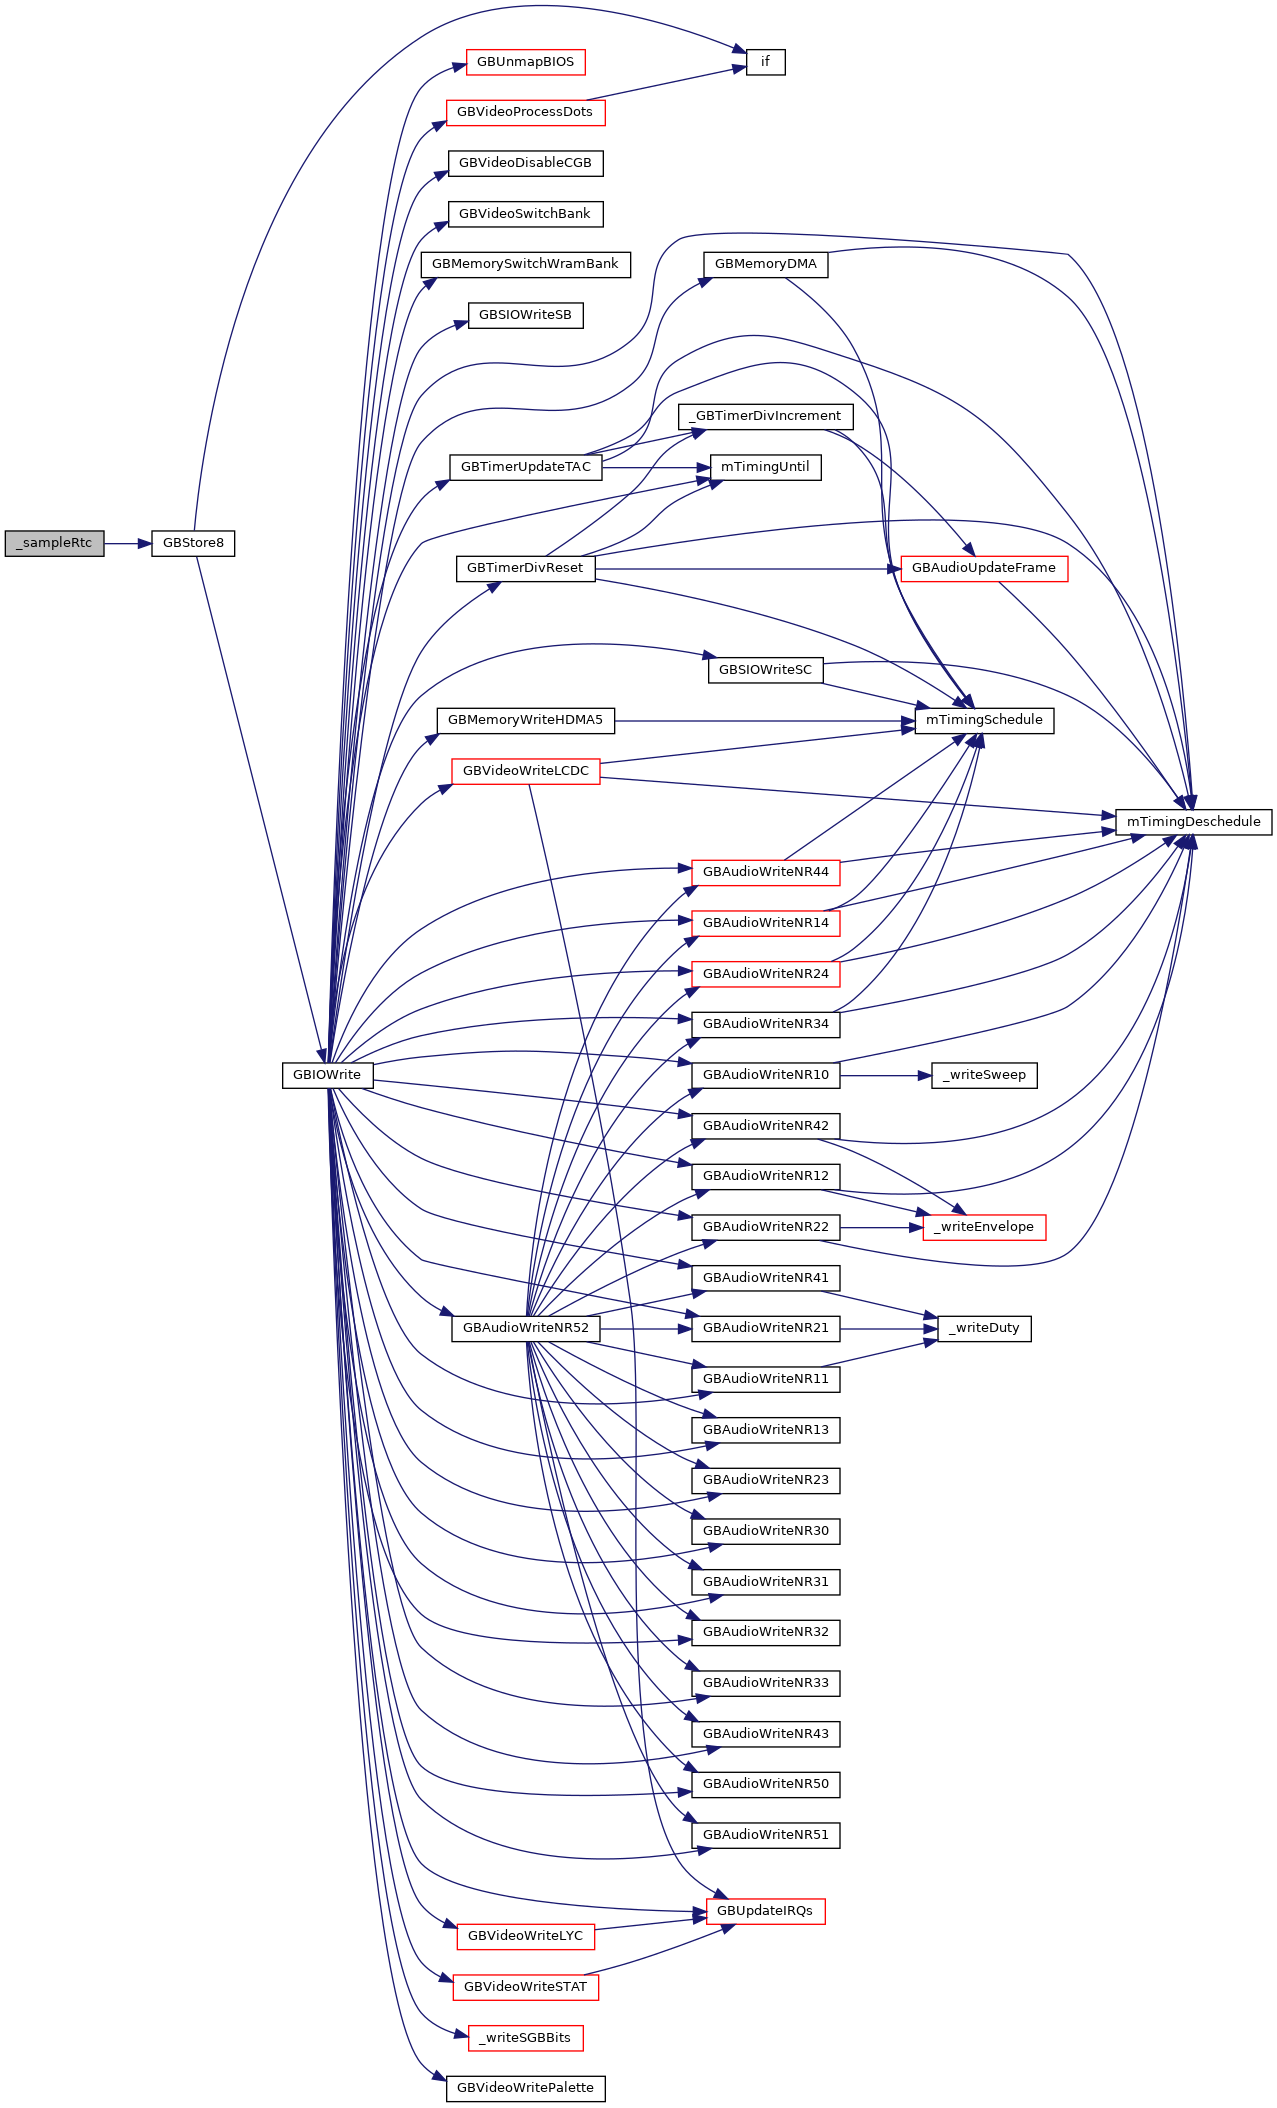 if
GBUnmapBIOS
GBVideoProcessDots
GBVideoDisableCGB
GBVideoSwitchBank
GBMemorySwitchWramBank
GBMemoryDMA
GBSIOWriteSB
_GBTimerDivIncrement
GBTimerUpdateTAC
mTimingUntil
_sampleRtc
GBStore8
GBTimerDivReset
GBAudioUpdateFrame
GBSIOWriteSC
GBMemoryWriteHDMA5
mTimingSchedule
GBVideoWriteLCDC
mTimingDeschedule
GBAudioWriteNR44
GBAudioWriteNR14
GBAudioWriteNR24
GBAudioWriteNR34
GBIOWrite
GBAudioWriteNR10
_writeSweep
GBAudioWriteNR42
GBAudioWriteNR12
GBAudioWriteNR22
_writeEnvelope
GBAudioWriteNR41
GBAudioWriteNR52
GBAudioWriteNR21
_writeDuty
GBAudioWriteNR11
GBAudioWriteNR13
GBAudioWriteNR23
GBAudioWriteNR30
GBAudioWriteNR31
GBAudioWriteNR32
GBAudioWriteNR33
GBAudioWriteNR43
GBAudioWriteNR50
GBAudioWriteNR51
GBUpdateIRQs
GBVideoWriteLYC
GBVideoWriteSTAT
_writeSGBBits
GBVideoWritePalette